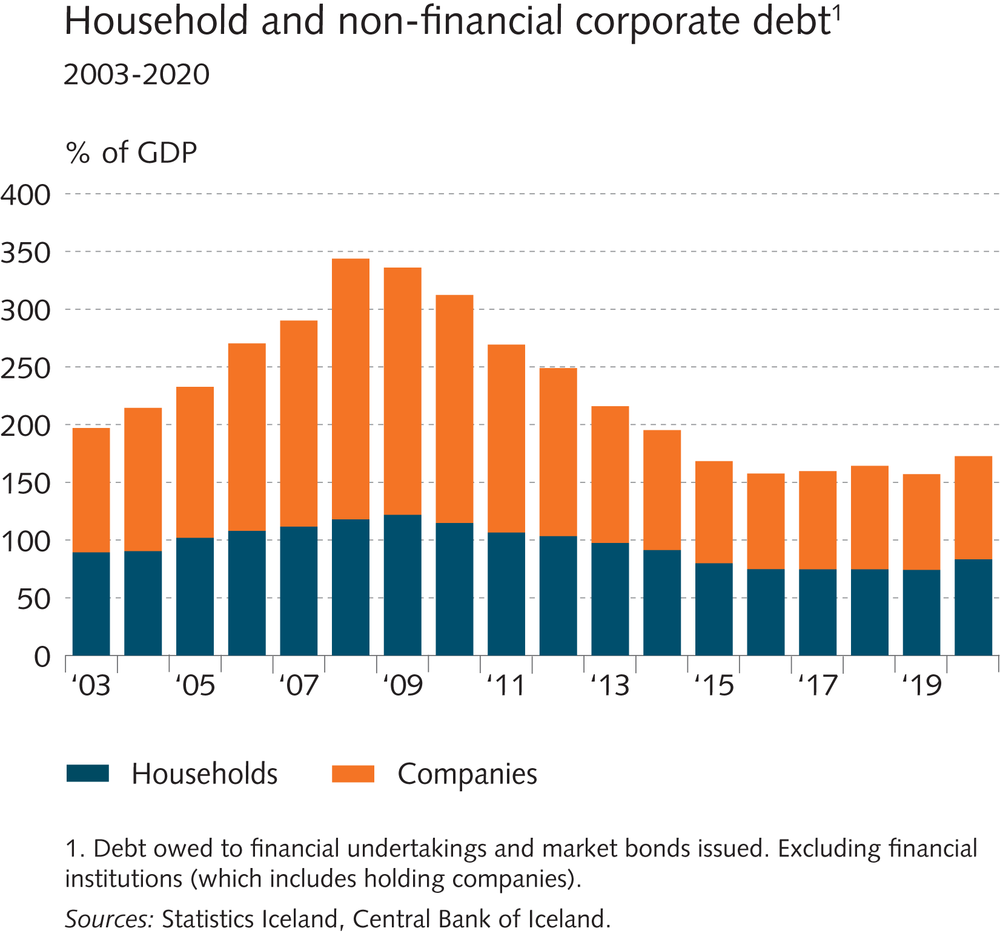 Household and non-financial corporate debt¹
2003-2020
% of GDP
400
350
300
250
200
150
100
50
0
‘03 ‘05 ‘07 ‘09 ‘11 ‘13 ‘15 ‘17 ‘19
Households Companies
1. Debt owed to financial undertakings and market bonds issued. Excluding financial
institutions (which includes holding companies).
Sources: Statistics Iceland, Central Bank of Iceland.